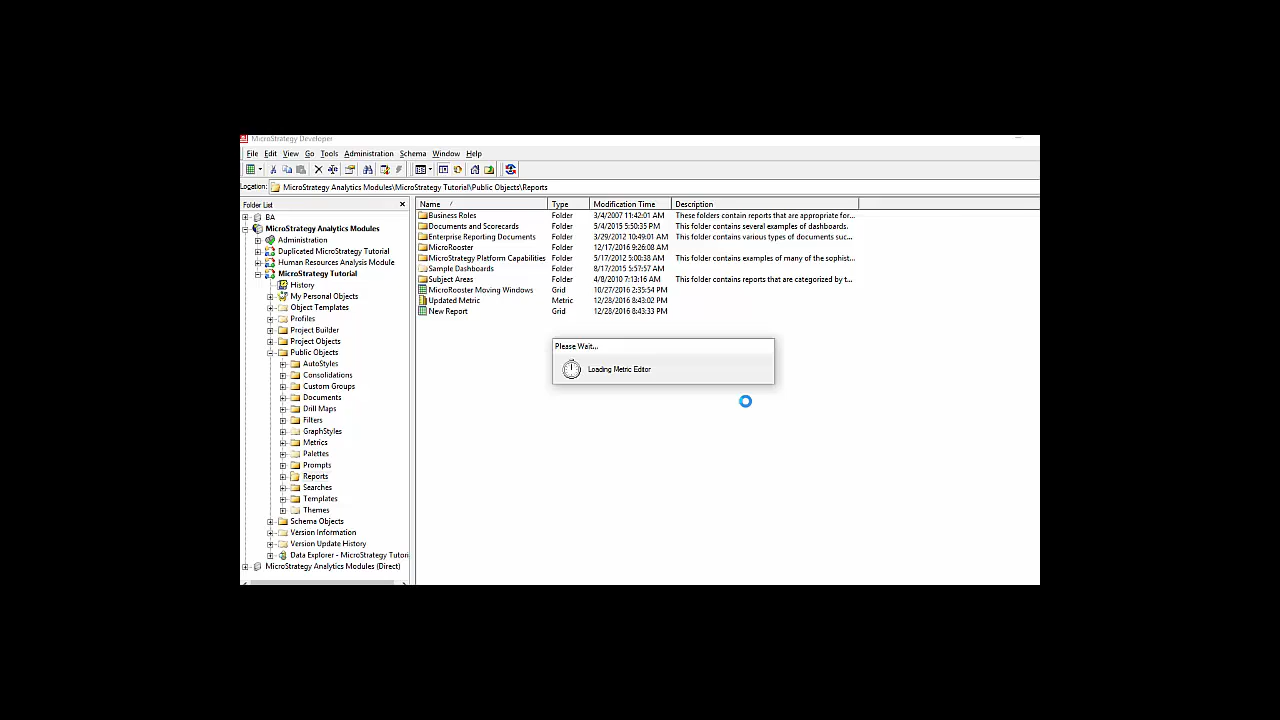 MicroStrategy Developer
File Edit View Go Tools Administration Schema Window Help
Location: MicroStrategy Analytics Modules\MicroStrategy Tutorial\Public Objects\Reports
Folder List
Name / Type Modification Time Description
BA
MicroStrategy Analytics Modules
Administration
Duplicated MicroStrategy Tutorial
Human Resources Analysis Module
MicroStrategy Tutorial
History
My Personal Objects
Object Templates
Profiles
Project Builder
Project Objects
Public Objects
AutoStyles
Consolidations
Custom Groups
Documents
Drill Maps
Filters
GraphStyles
Metrics
Palettes
Prompts
Reports
Searches
Templates
Themes
Schema Objects
Version Information
Version Update History
Data Explorer - MicroStrategy Tutori
MicroStrategy Analytics Modules (Direct)
Business Roles Folder 3/4/2007 11:42:01 AM These folders contain reports that are appropriate for...
Documents and Scorecards Folder 5/4/2015 5:50:35 PM This folder contains several examples of dashboards.
Enterprise Reporting Documents Folder 3/29/2012 10:49:01 AM This folder contains various types of documents suc...
MicroRooster Folder 12/17/2016 9:26:08 AM
MicroStrategy Platform Capabilities Folder 5/17/2012 5:00:38 AM This folder contains examples of many of the sophist...
Sample Dashboards Folder 8/17/2015 5:57:57 AM
Subject Areas Folder 4/8/2010 7:13:16 AM This folder contains reports that are categorized by t...
MicroRooster Moving Windows Grid 10/27/2016 2:35:54 PM
Updated Metric Metric 12/28/2016 8:43:02 PM
New Report Grid 12/28/2016 8:43:33 PM
Please Wait...
Loading Metric Editor